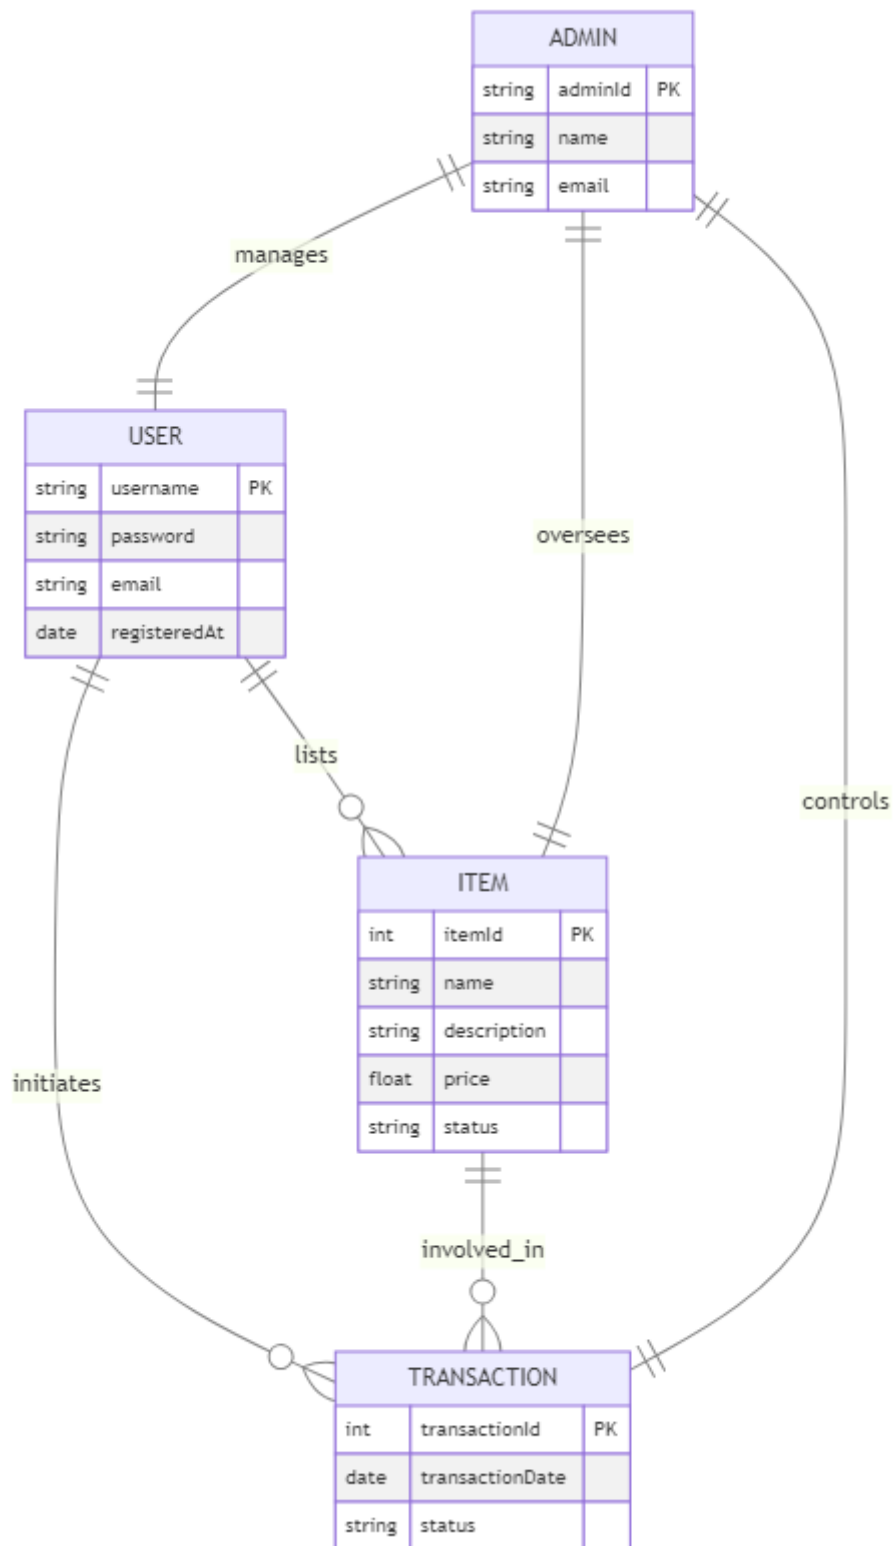 ADMIN
string adminId PK
string name
string email
manages
USER
string username PK
string password
string email
date registeredAt
oversees
lists
controls
ITEM
int itemId PK
string name
string description
float price
string status
initiates
involved_in
TRANSACTION
int transactionId PK
date transactionDate
string status